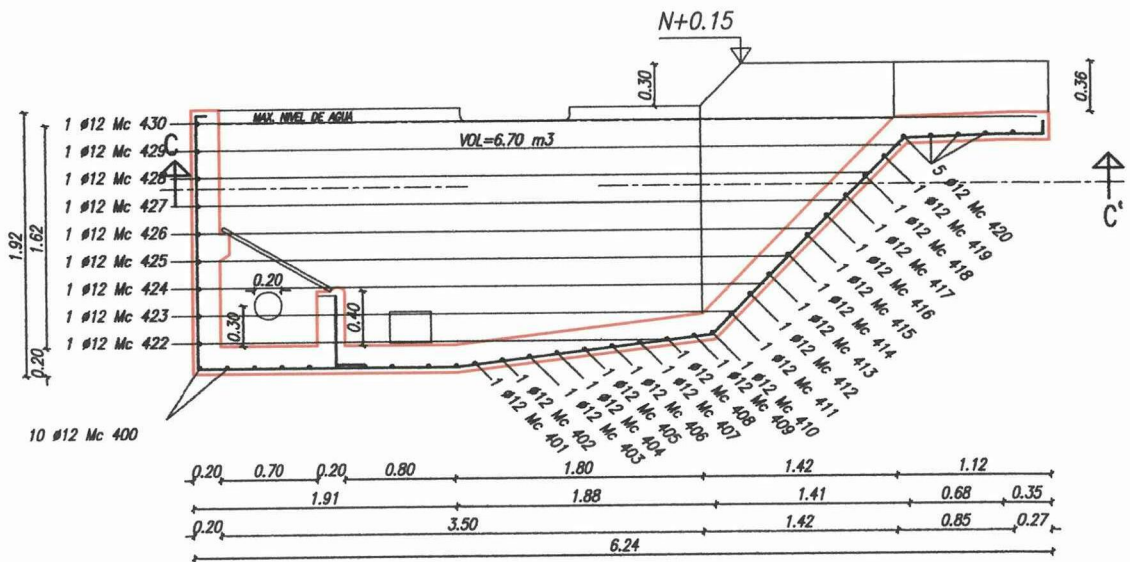 N+0.15
0.30
0.36
MAX. NIVEL DE AGUA
VOL=6.70 m3
1 ø12 Mc 430
1 ø12 Mc 429
1 ø12 Mc 428
1 ø12 Mc 427
1 ø12 Mc 426
1 ø12 Mc 425
1 ø12 Mc 424
1 ø12 Mc 423
1 ø12 Mc 422
C
C'
1.92
1.62
0.20
0.20
0.30
0.40
10 ø12 Mc 400
5 ø12 Mc 420
1 ø12 Mc 419
1 ø12 Mc 418
1 ø12 Mc 417
1 ø12 Mc 416
1 ø12 Mc 415
1 ø12 Mc 414
1 ø12 Mc 413
1 ø12 Mc 412
1 ø12 Mc 411
1 ø12 Mc 410
1 ø12 Mc 409
1 ø12 Mc 408
1 ø12 Mc 407
1 ø12 Mc 406
1 ø12 Mc 405
1 ø12 Mc 404
1 ø12 Mc 403
1 ø12 Mc 402
1 ø12 Mc 401
0.20 0.70 0.20 0.80 1.80 1.42 1.12
1.91 1.88 1.41 0.68 0.35
0.20 3.50 1.42 0.85 0.27
6.24